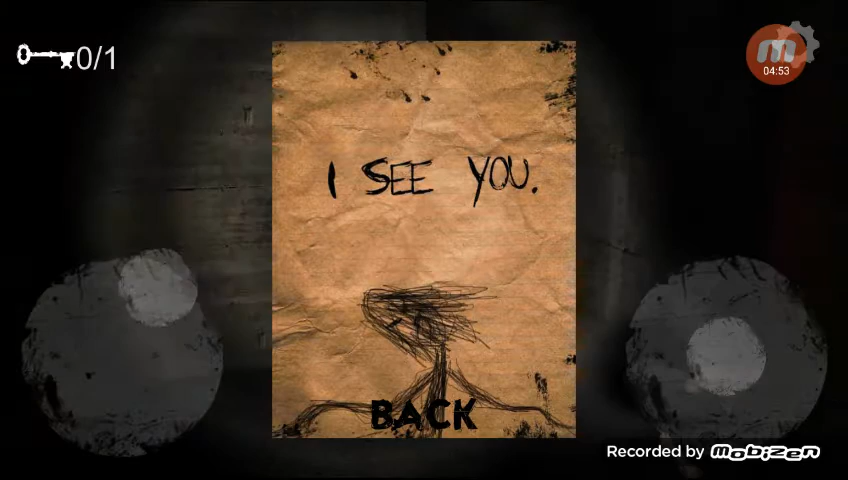 0/1
04:53
I SEE YOU.
BACK
Recorded by mobizen